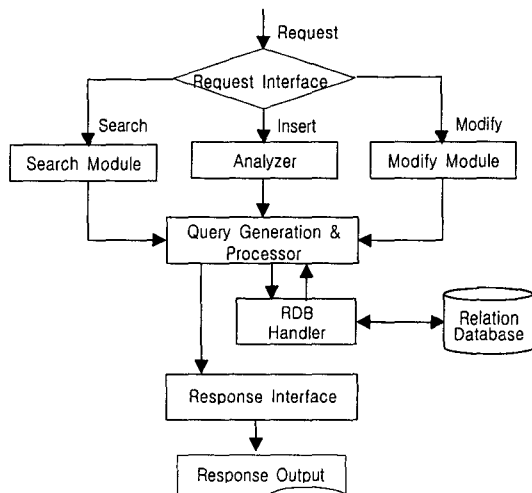 Request
Request Interface
Search
Insert
Modify
Search Module
Analyzer
Modify Module
Query Generation &
Processor
RDB
Handler
Relation
Database
Response Interface
Response Output